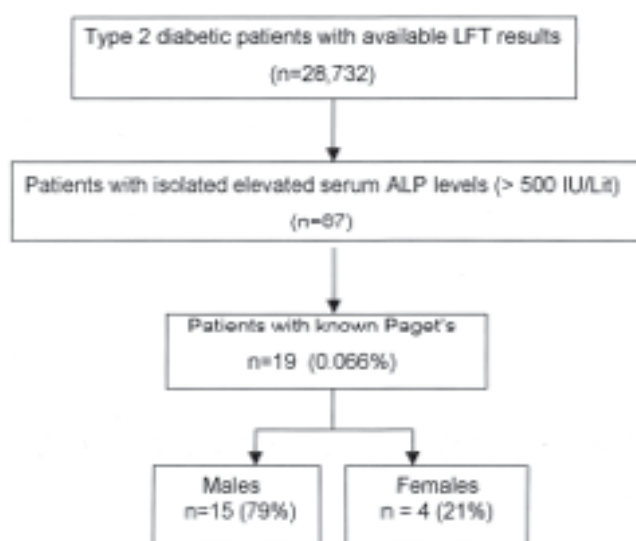 Type 2 diabetic patients with available LFT results
(n=28,732)
Patients with isolated elevated serum ALP levels (> 500 IU/Lit)
(n=87)
Patients with known Paget's
n=19 (0.066%)
Males
n=15 (79%)
Females
n = 4 (21%)